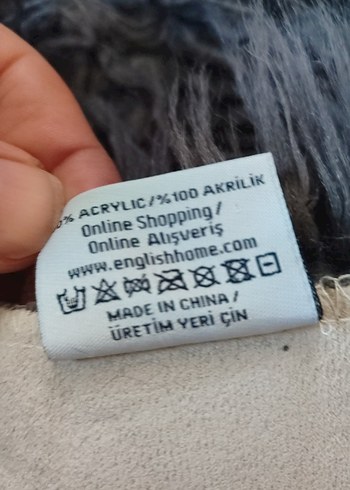 0% ACRYLIC/%100 AKRİLİK
Online Shopping/
Online Alışveriş
www.englishhome.com
MADE IN CHINA/
ÜRETİM YERİ ÇİN